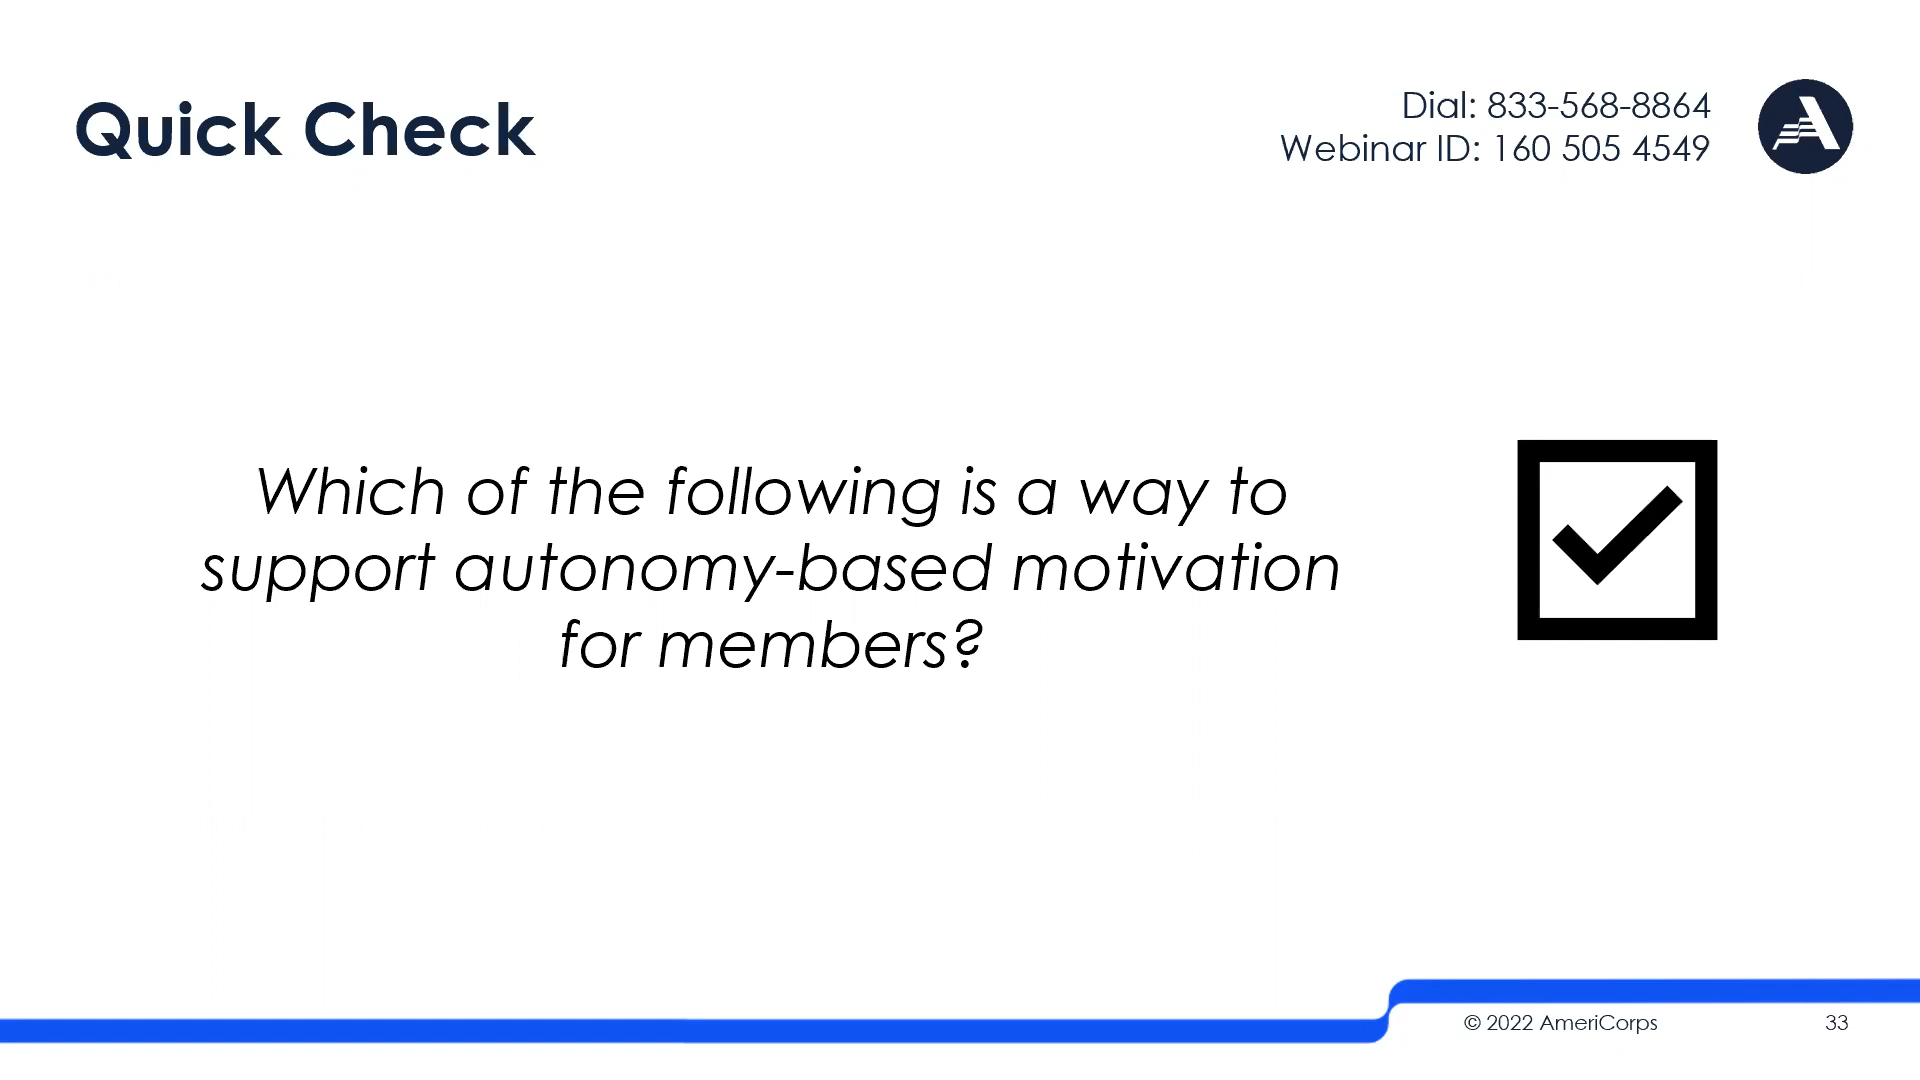 Quick Check
Dial: 833-568-8864
Webinar ID: 160 505 4549
Which of the following is a way to
support autonomy-based motivation
for members?
© 2022 AmeriCorps
33